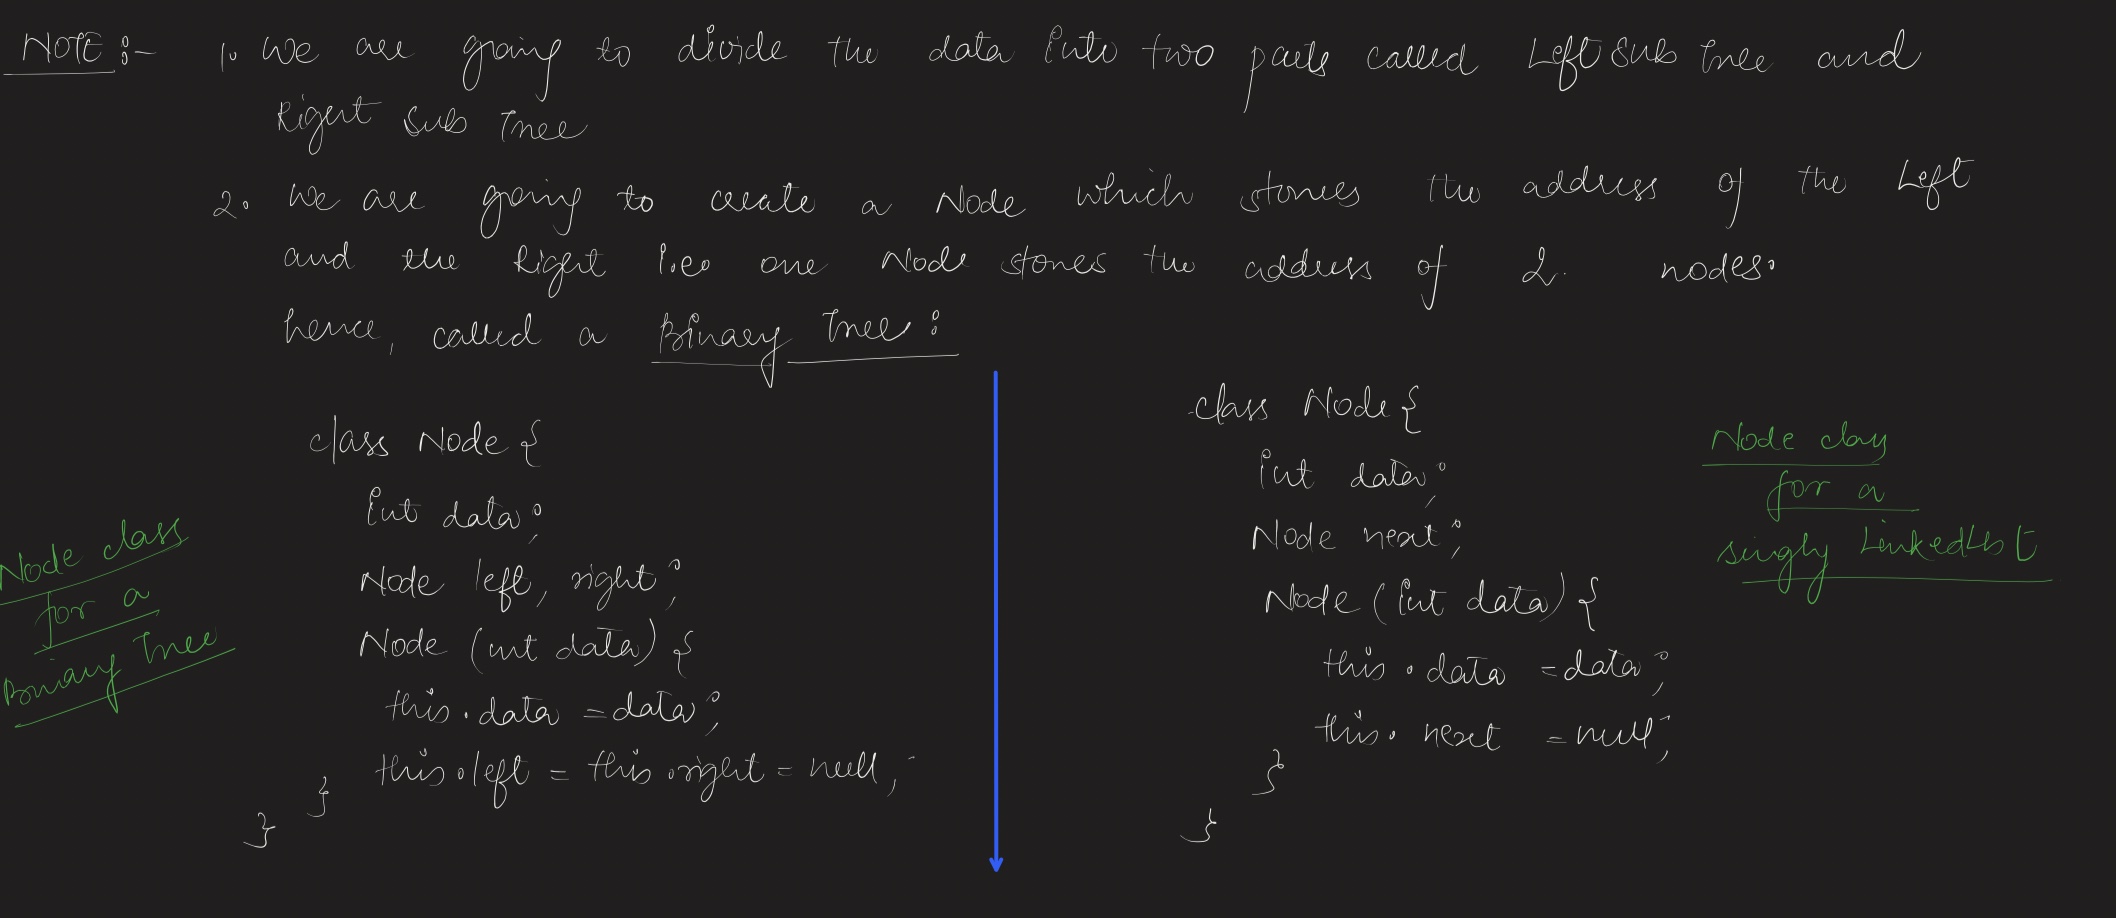 NOTE :- 1. We are going to divide the data into two parts called Left Sub Tree and
Right Sub Tree
2. We are going to create a Node which stores the address of the Left
and the Right i.e. one Node stores the address of 2 nodes.
hence, called a Binary Tree :
class Node {
int data;
Node left, right;
Node (int data) {
this.data = data;
this.left = this.right = null;
}
}
Node class
for a
Binary Tree
class Node {
int data;
Node next;
Node (int data) {
this.data = data;
this.next = null;
}
}
Node class
for a
singly LinkedList